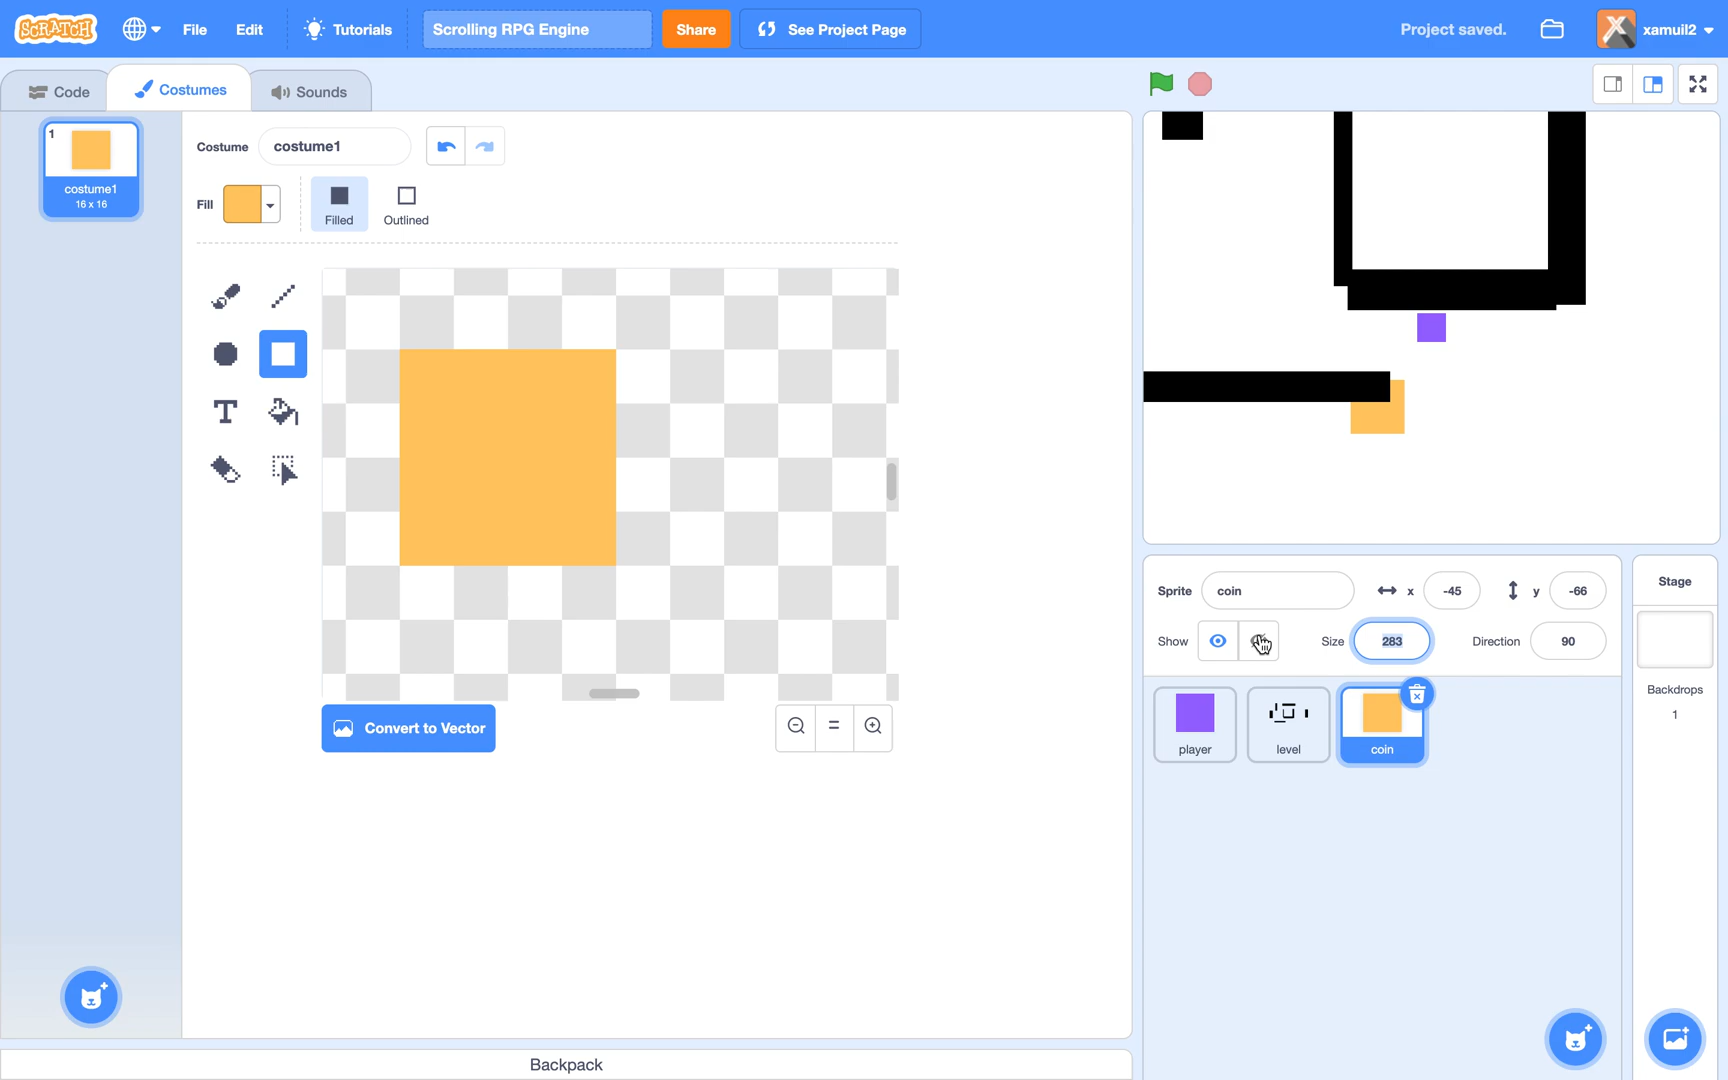 SCRATCH File Edit Tutorials Scrolling RPG Engine Share See Project Page Project saved. xamuil2
Code Costumes Sounds
1
costume1
16 x 16
Costume costume1
Fill Filled Outlined
T
Convert to Vector
Sprite coin x -45 y -66
Show Size 283 Direction 90
player level coin
Stage
Backdrops
1
Backpack